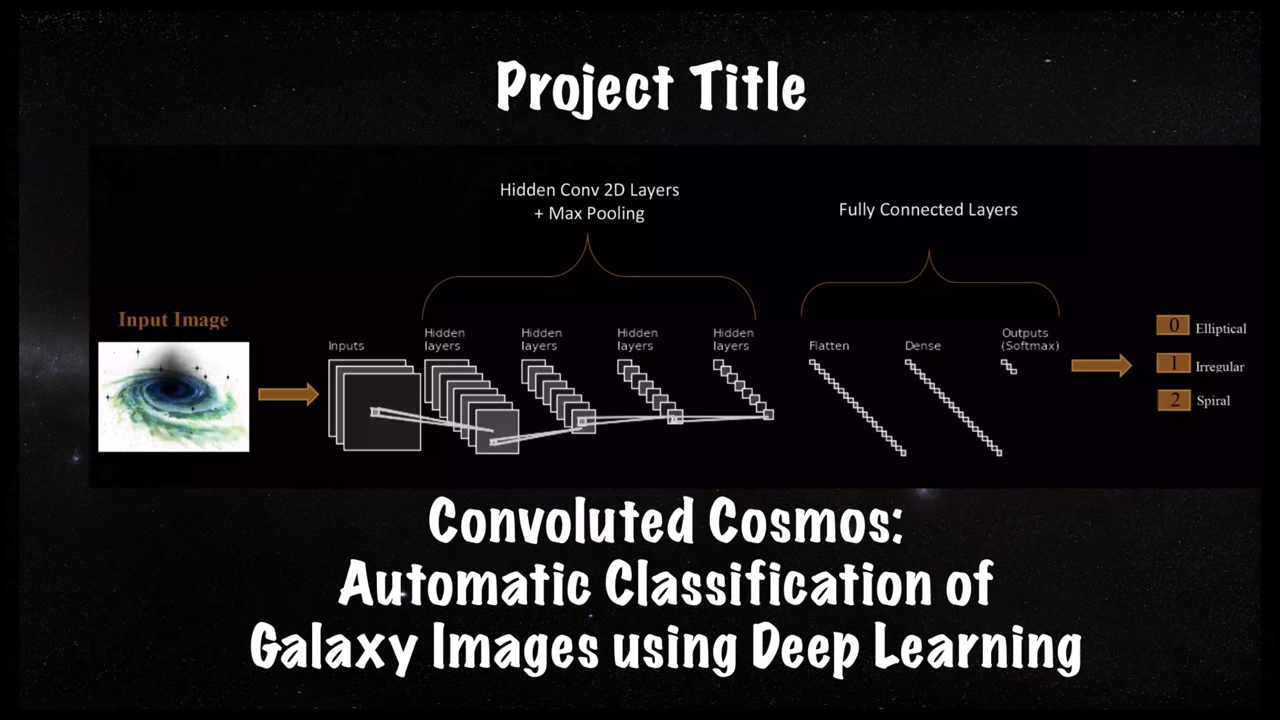 Project Title
Hidden Conv 2D Layers
+ Max Pooling
Fully Connected Layers
Input Image
Inputs
Hidden
layers
Hidden
layers
Hidden
layers
Hidden
layers
Flatten
Dense
Outputs
(Softmax)
0 Elliptical
1 Irregular
2 Spiral
Convoluted Cosmos:
Automatic Classification of
Galaxy Images using Deep Learning